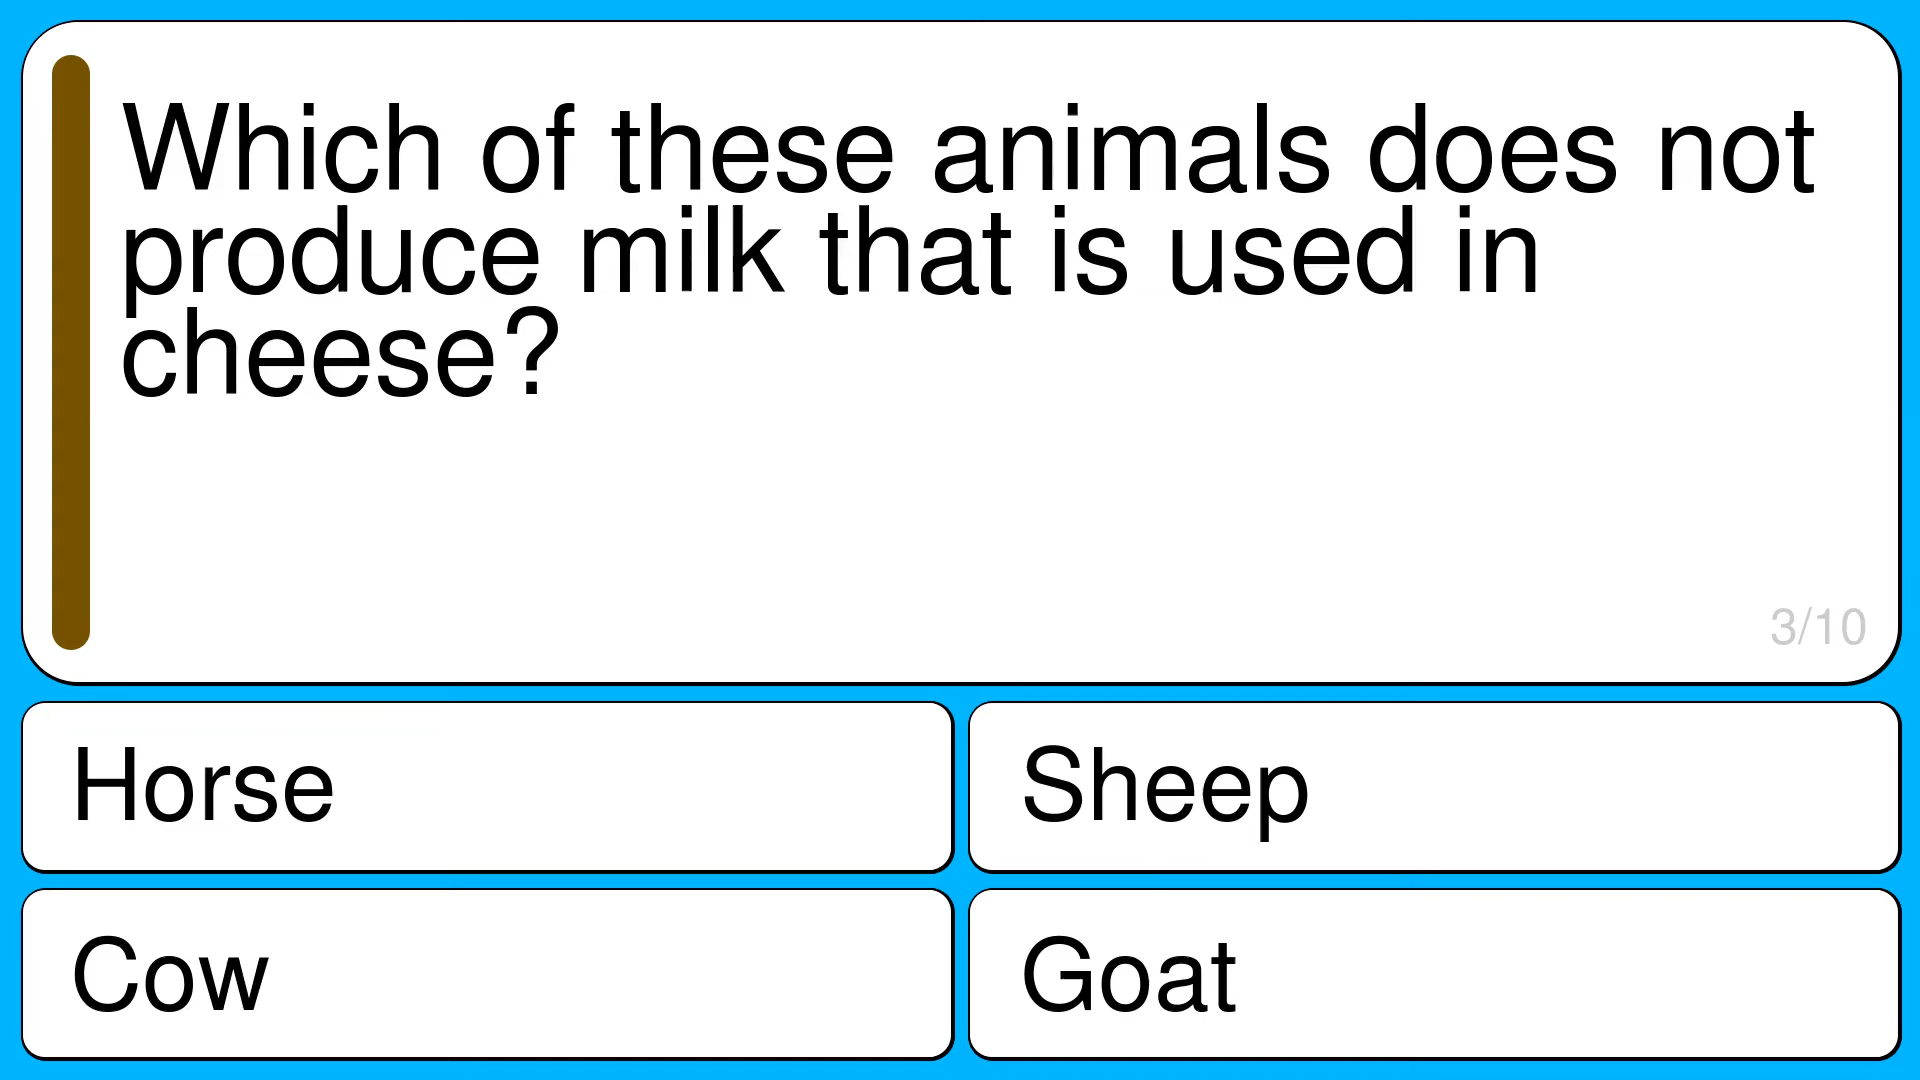 Which of these animals does not
produce milk that is used in
cheese?
3/10
Horse
Sheep
Cow
Goat